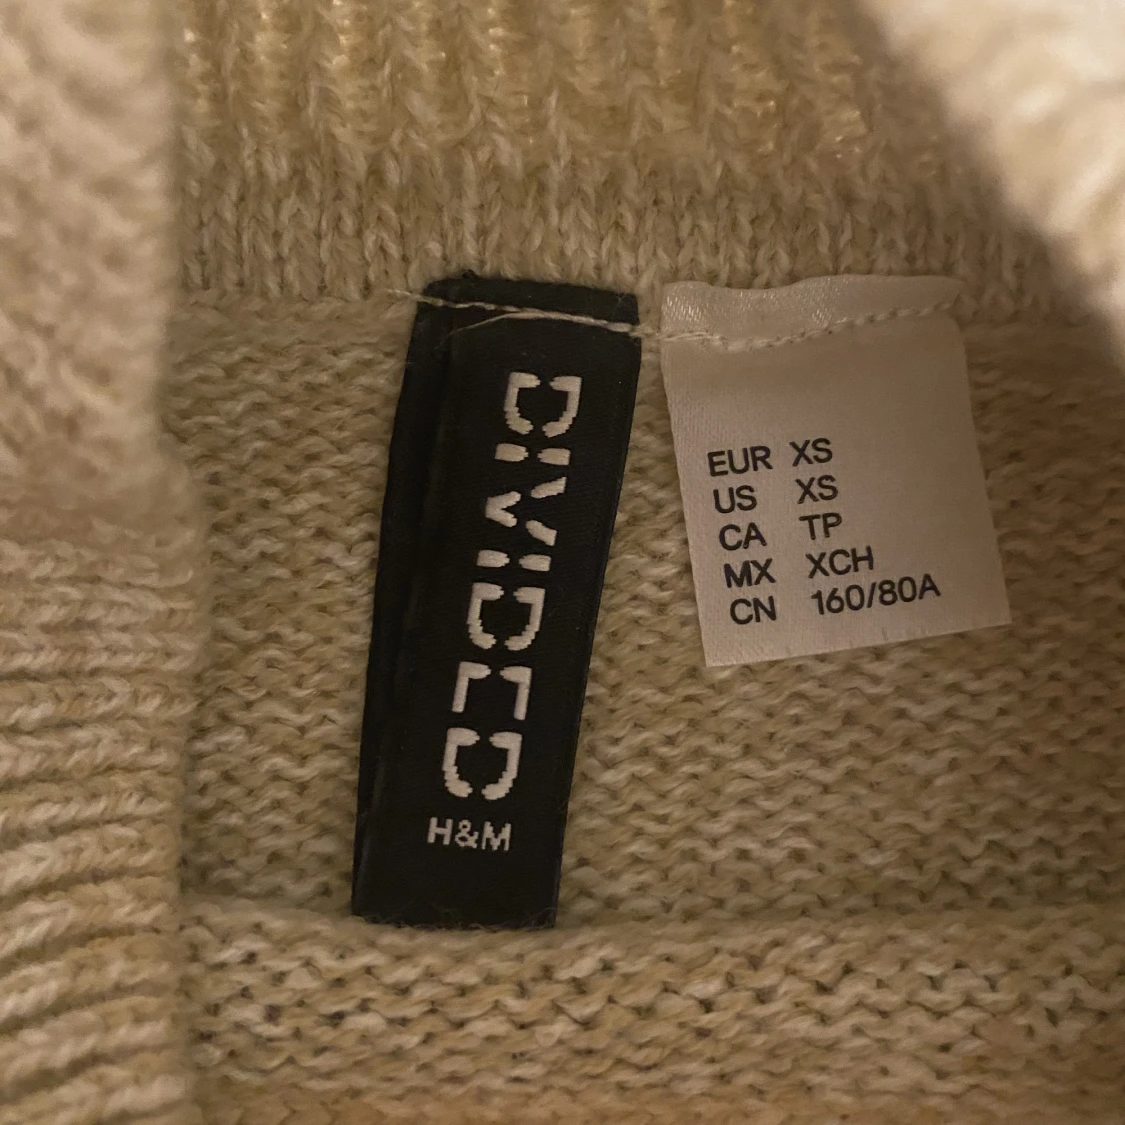 DIVIDED
H&M
EUR XS
US XS
CA TP
MX XCH
CN 160/80A